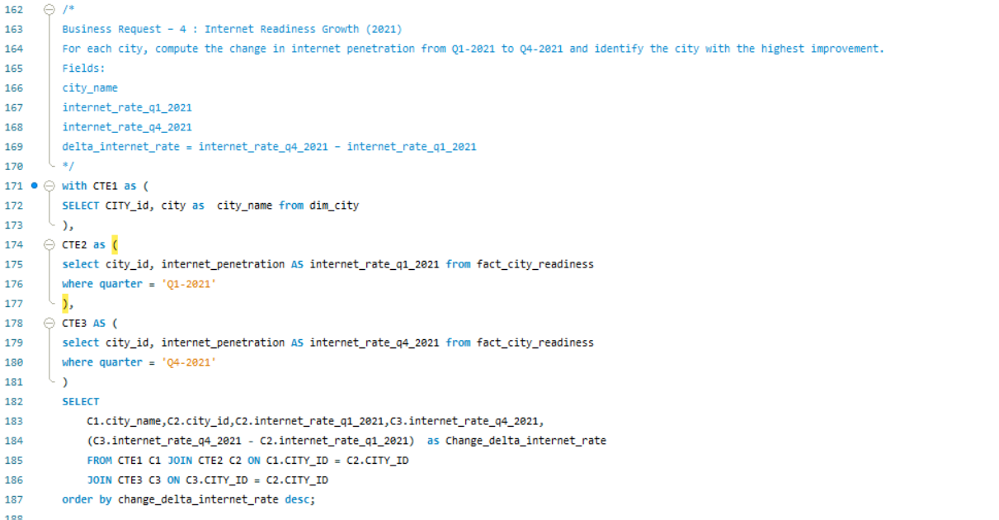 162 /*
163 Business Request – 4 : Internet Readiness Growth (2021)
164 For each city, compute the change in internet penetration from Q1-2021 to Q4-2021 and identify the city with the highest improvement.
165 Fields:
166 city_name
167 internet_rate_q1_2021
168 internet_rate_q4_2021
169 delta_internet_rate = internet_rate_q4_2021 − internet_rate_q1_2021
170 */
171 with CTE1 as (
172 SELECT CITY_id, city as  city_name from dim_city
173 ),
174 CTE2 as (
175 select city_id, internet_penetration AS internet_rate_q1_2021 from fact_city_readiness
176 where quarter = 'Q1-2021'
177 ),
178 CTE3 AS (
179 select city_id, internet_penetration AS internet_rate_q4_2021 from fact_city_readiness
180 where quarter = 'Q4-2021'
181 )
182 SELECT
183     C1.city_name,C2.city_id,C2.internet_rate_q1_2021,C3.internet_rate_q4_2021,
184     (C3.internet_rate_q4_2021 - C2.internet_rate_q1_2021)  as Change_delta_internet_rate
185     FROM CTE1 C1 JOIN CTE2 C2 ON C1.CITY_ID = C2.CITY_ID
186     JOIN CTE3 C3 ON C3.CITY_ID = C2.CITY_ID
187 order by change_delta_internet_rate desc;
188